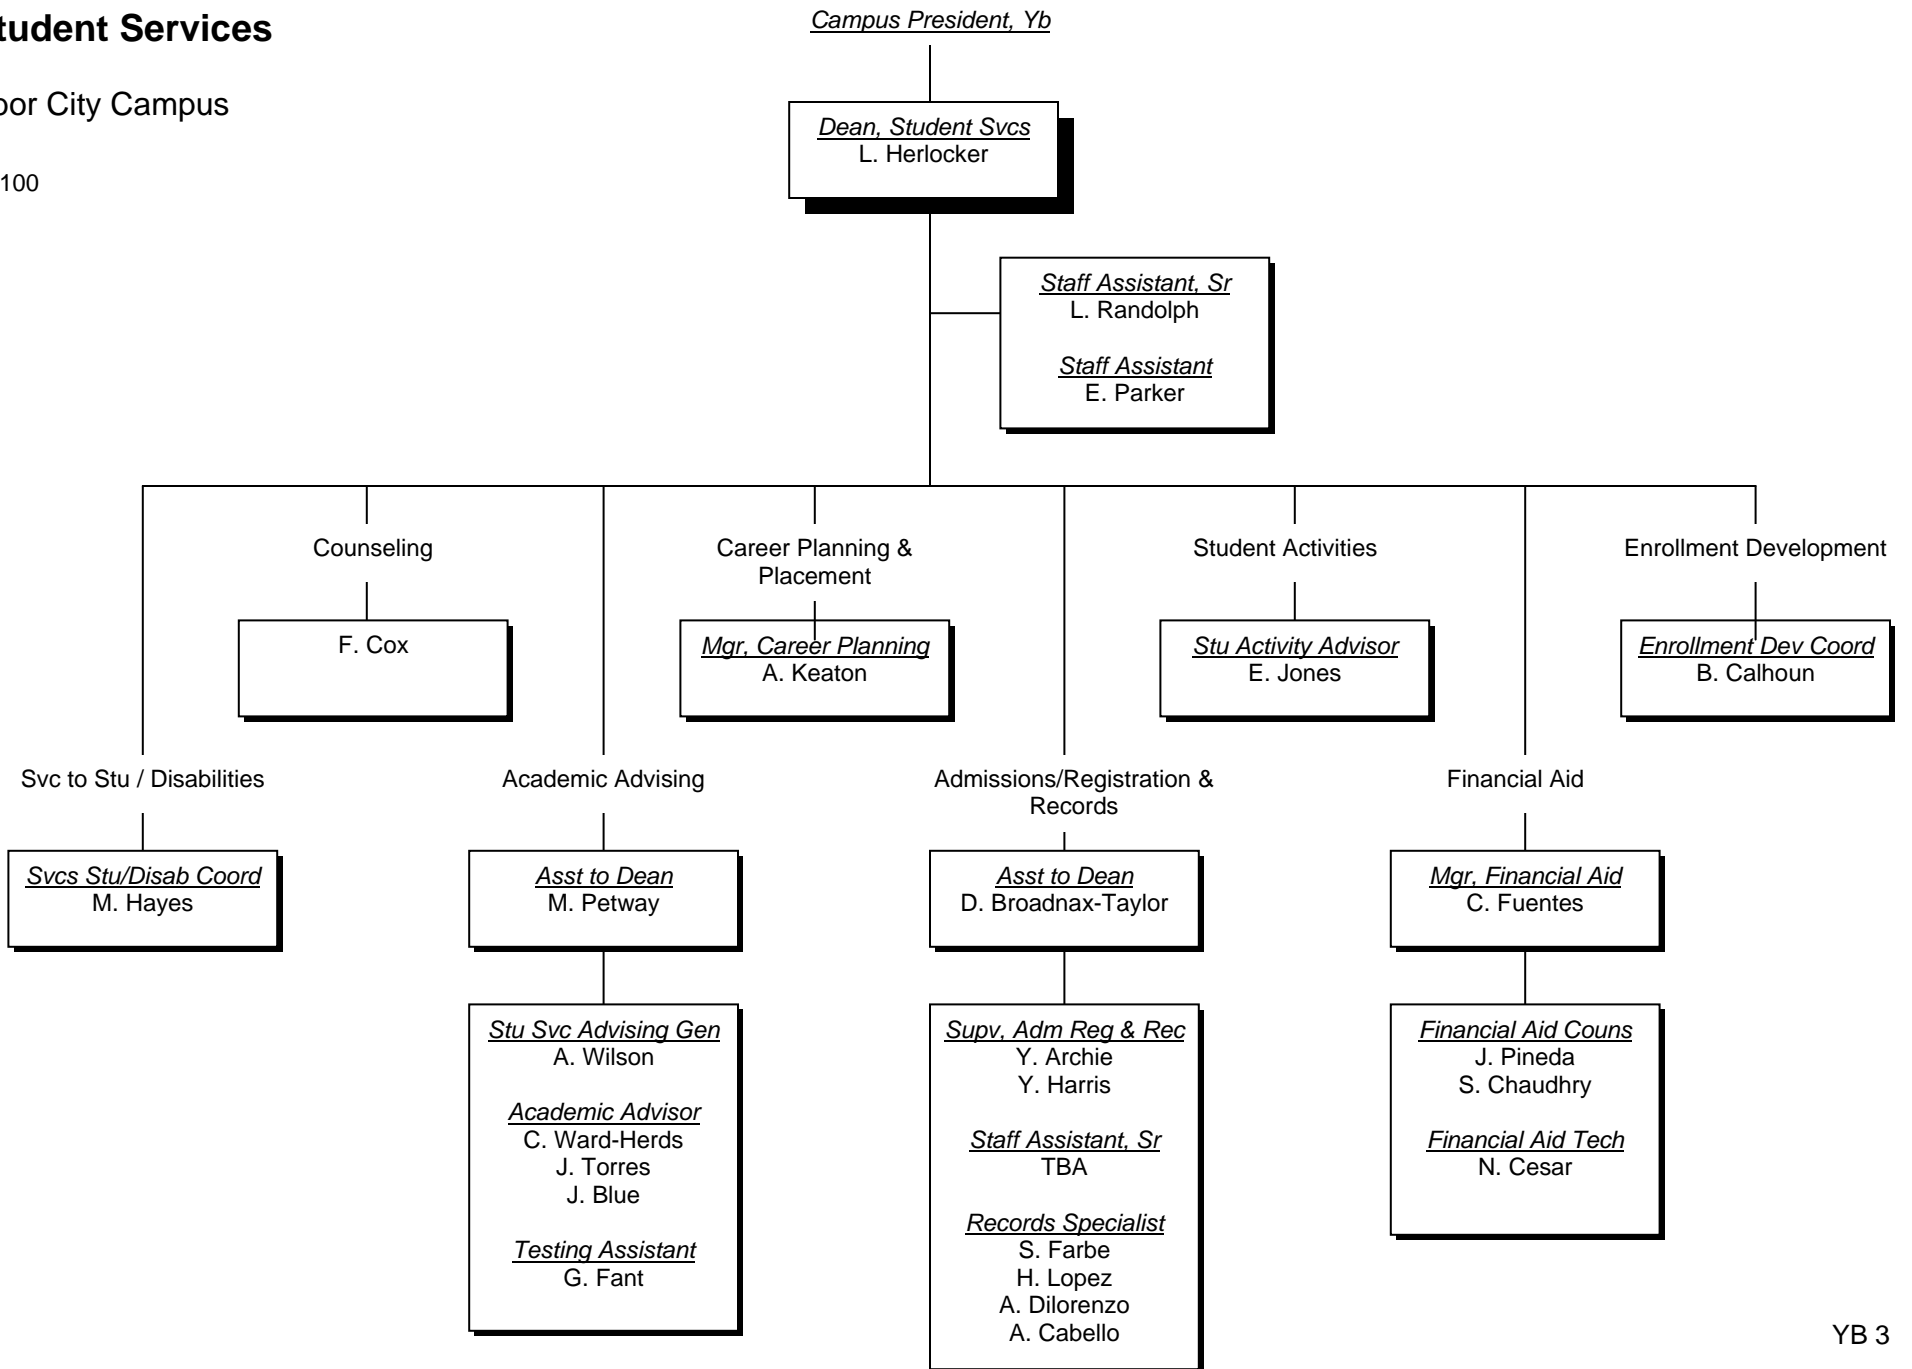 tudent Services
oor City Campus
100
Campus President, Yb
Dean, Student Svcs
L. Herlocker
Staff Assistant, Sr
L. Randolph
Staff Assistant
E. Parker
Counseling
F. Cox
Career Planning &
Placement
Mgr, Career Planning
A. Keaton
Student Activities
Stu Activity Advisor
E. Jones
Enrollment Development
Enrollment Dev Coord
B. Calhoun
Svc to Stu / Disabilities
Svcs Stu/Disab Coord
M. Hayes
Academic Advising
Asst to Dean
M. Petway
Stu Svc Advising Gen
A. Wilson
Academic Advisor
C. Ward-Herds
J. Torres
J. Blue
Testing Assistant
G. Fant
Admissions/Registration &
Records
Asst to Dean
D. Broadnax-Taylor
Supv, Adm Reg & Rec
Y. Archie
Y. Harris
Staff Assistant, Sr
TBA
Records Specialist
S. Farbe
H. Lopez
A. Dilorenzo
A. Cabello
Financial Aid
Mgr, Financial Aid
C. Fuentes
Financial Aid Couns
J. Pineda
S. Chaudhry
Financial Aid Tech
N. Cesar
YB 3